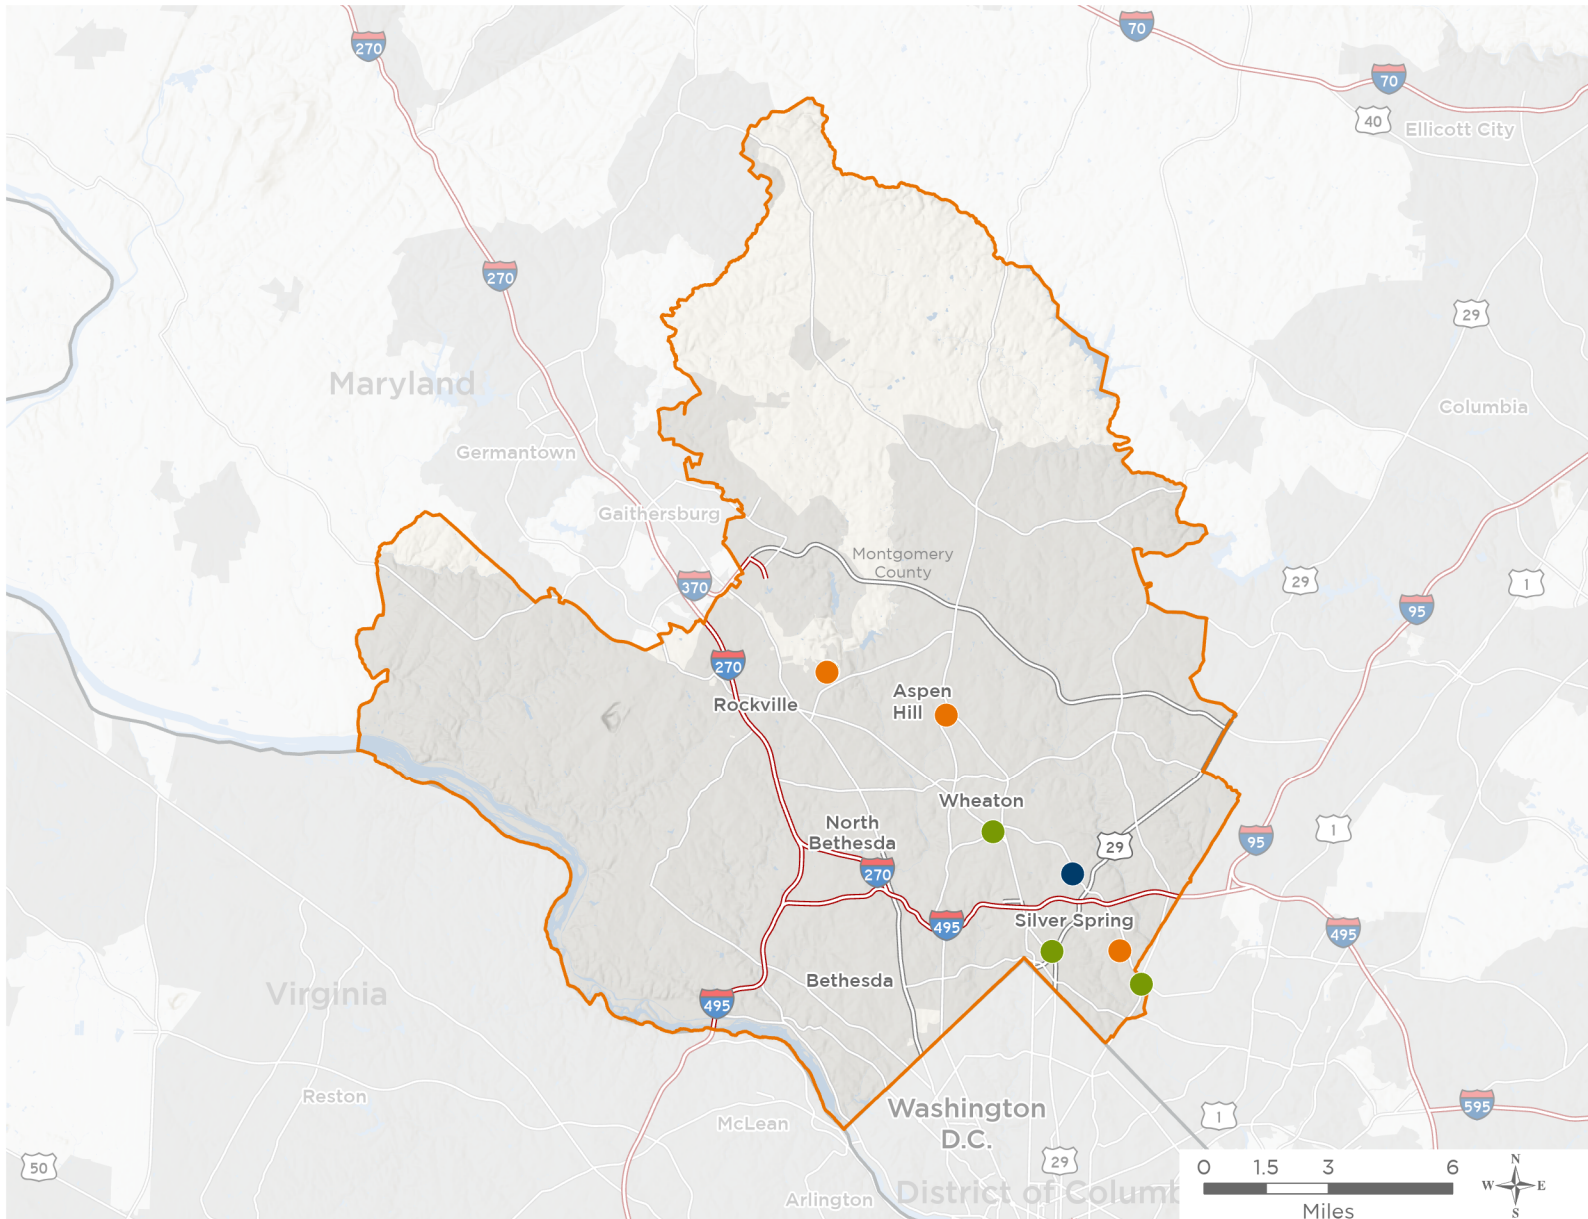 270
70
70
40
Ellicott City
270
29
Maryland
Columbia
Germantown
Gaithersburg
Montgomery
County
370
29
1
95
270
Aspen
Hill
Rockville
Wheaton
North
Bethesda
29
1
95
270
Silver Spring
495
495
Bethesda
Virginia
495
Reston
Washington
D.C.
McLean
1
595
50
29
Arlington
District of Columb
0 1.5 3 6
Miles
N
W E
S